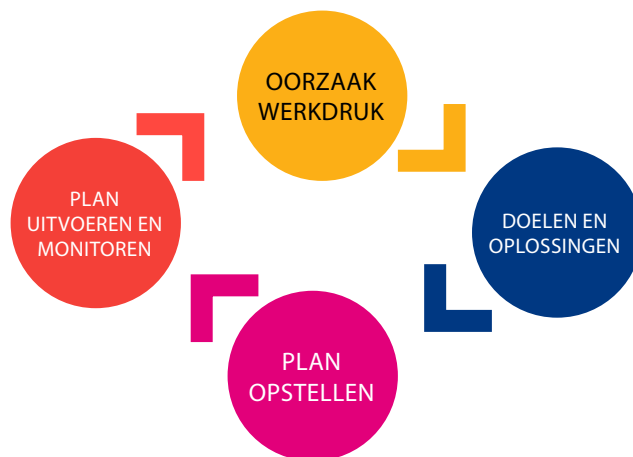 OORZAAK
WERKDRUK
DOELEN EN
OPLOSSINGEN
PLAN
OPSTELLEN
PLAN
UITVOEREN EN
MONITOREN